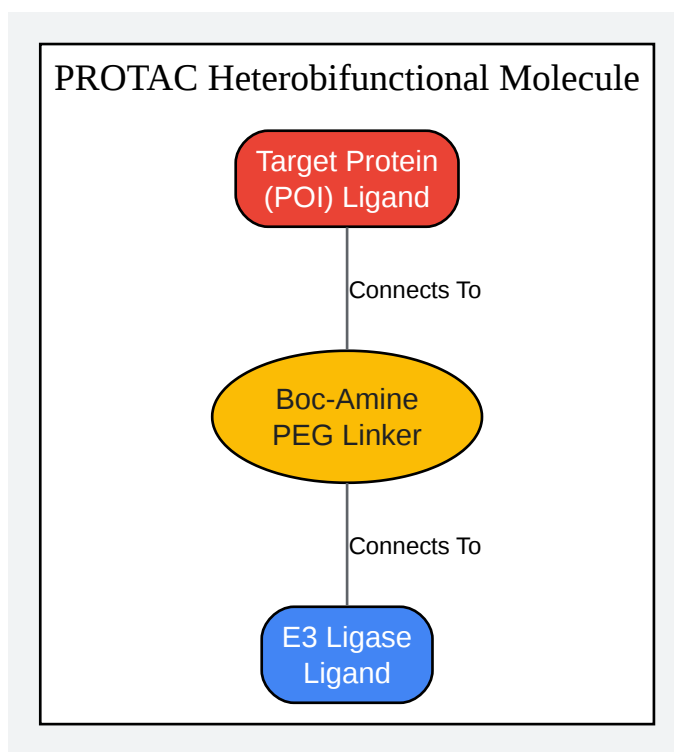 PROTAC Heterobifunctional Molecule
Target Protein
(POI) Ligand
Connects To
Boc-Amine
PEG Linker
Connects To
E3 Ligase
Ligand